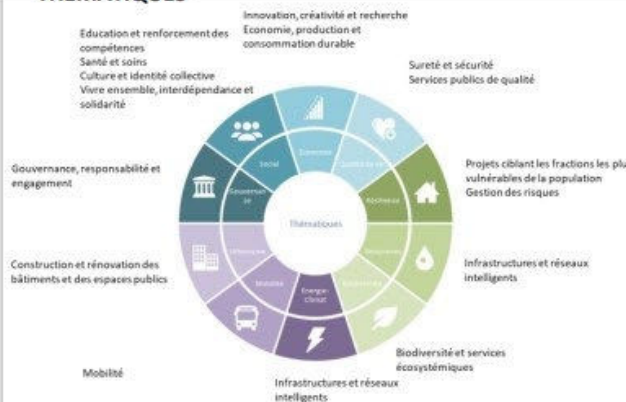 THÉMATIQUES
Innovation, créativité et recherche
Economie, production et
consommation durable
Education et renforcement des
compétences
Santé et soins
Culture et identité collective
Vivre ensemble, interdépendance et
solidarité
Sureté et sécurité
Services publics de qualité
Gouvernance, responsabilité et
engagement
Projets ciblant les fractions les plu
vulnérables de la population
Gestion des risques
Social
Economie
Résilience
Thématiques
Construction et rénovation des
bâtiments et des espaces publics
Infrastructures et réseaux
intelligents
Mobilité
Energie-
climat
Biodiversité et services
écosystémiques
Mobilité
Infrastructures et réseaux
intelligents